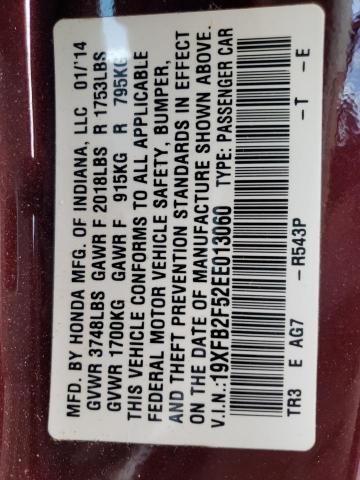 MFD. BY HONDA MFG. OF INDIANA, LLC 01/'14
GVWR 3748LBS GAWR F 2018LBS R 1753LBS
GVWR 1700KG GAWR F 915KG R 795KG
THIS VEHICLE CONFORMS TO ALL APPLICABLE
FEDERAL MOTOR VEHICLE SAFETY, BUMPER,
AND THEFT PREVENTION STANDARDS IN EFFECT
ON THE DATE OF MANUFACTURE SHOWN ABOVE.
V.I.N.:19XFB2F52EE013060 TYPE: PASSENGER CAR
TR3 E AG7 -R543P -T -E